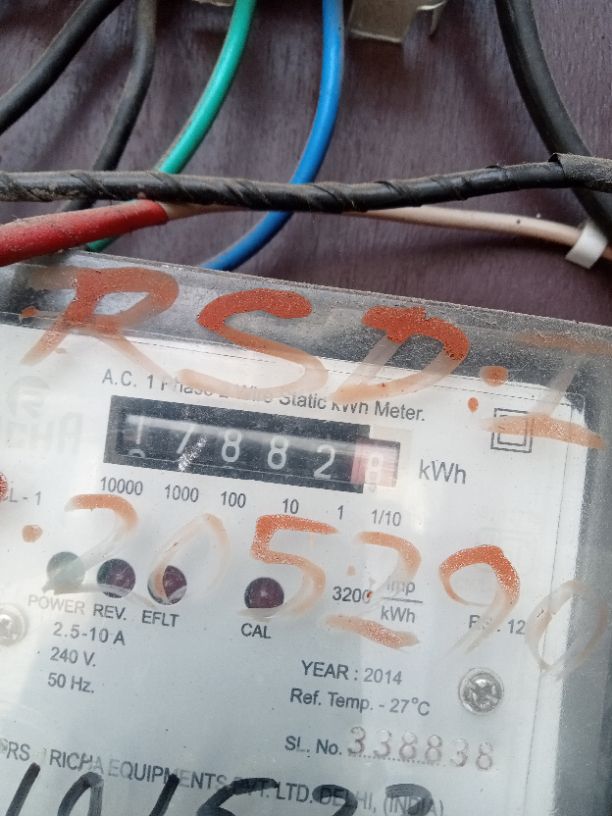 RSD:1
A.C. 1 Phase 2 Wire Static kWh Meter.
17882 8 kWh
10000 1000 100 10 1 1/10
205290
3200 imp
kWh
POWER REV. EFLT CAL
2.5-10 A
240 V.
50 Hz.
YEAR : 2014
Ref. Temp. - 27°C
SL. No. 338838
EQUIPMENTS PVT. LTD. DELHI, (INDIA)